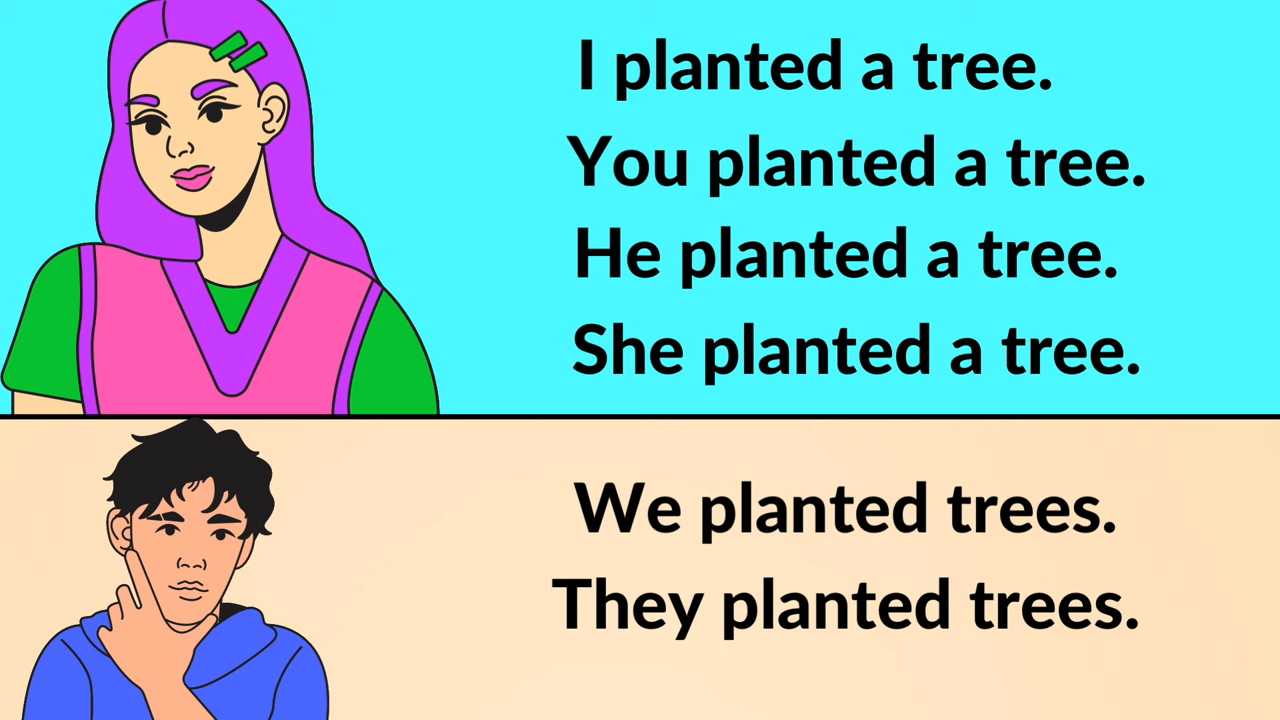 I planted a tree.
You planted a tree.
He planted a tree.
She planted a tree.
We planted trees.
They planted trees.